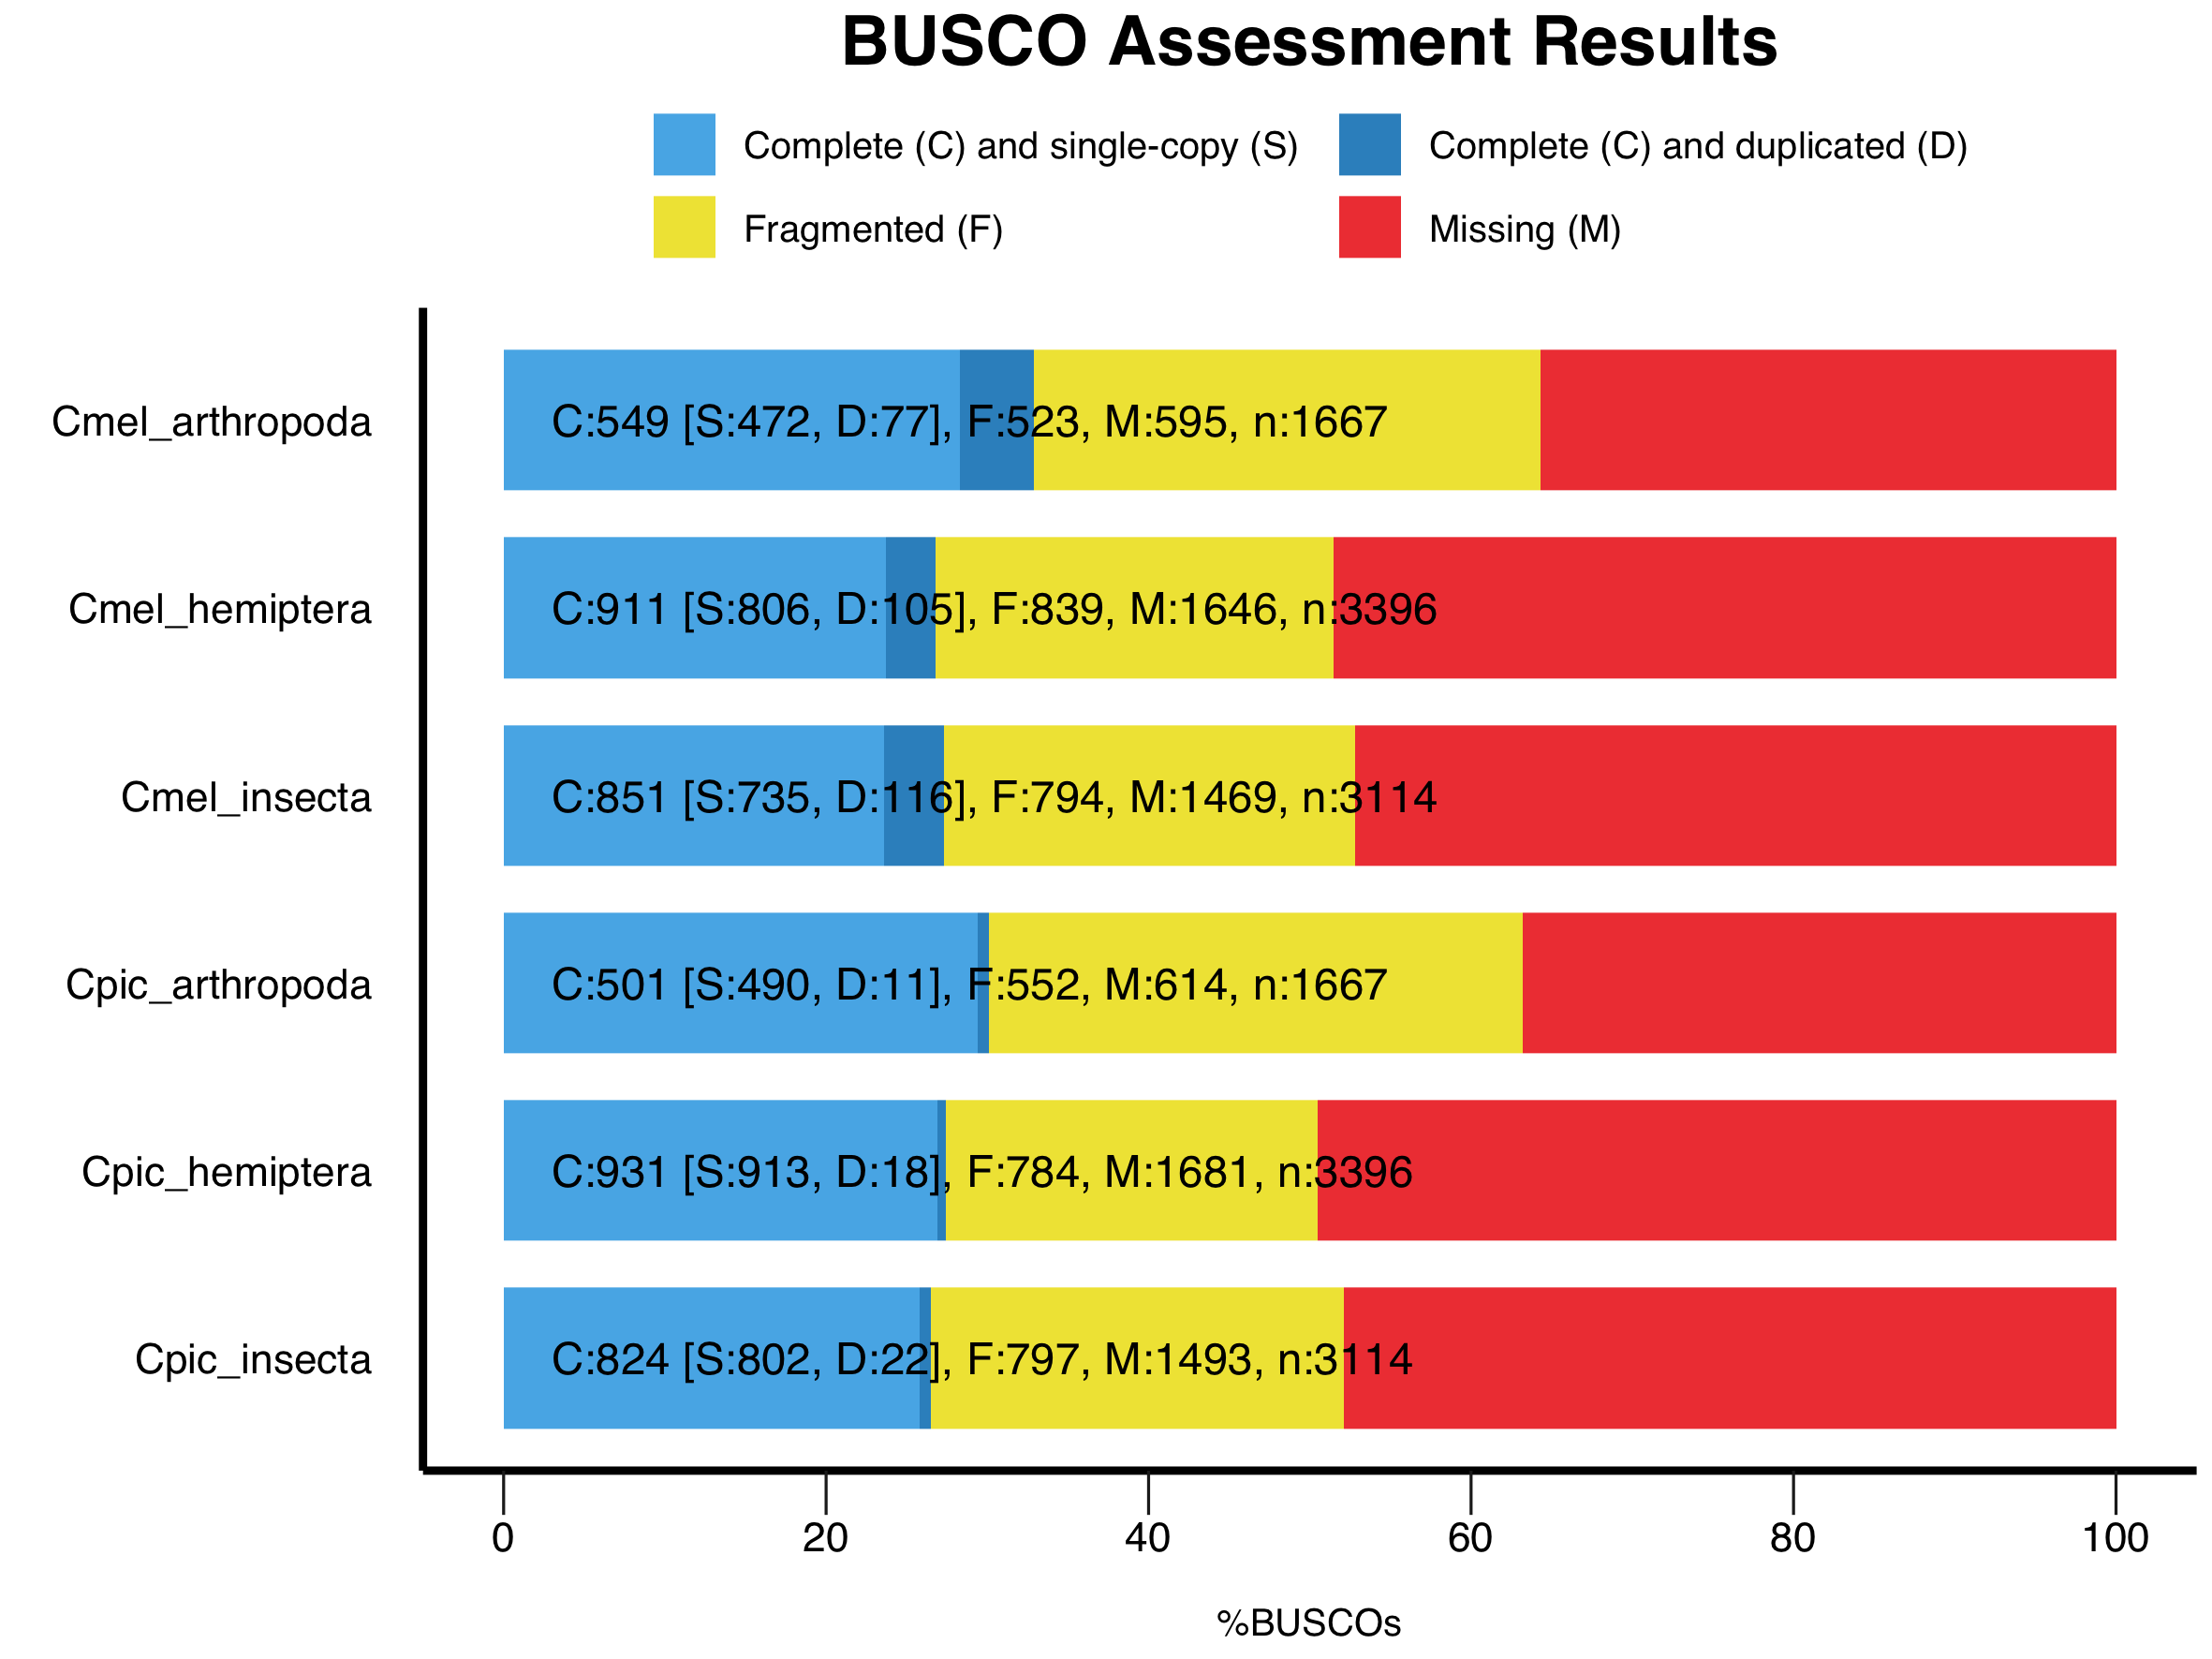 BUSCO Assessment Results
Complete (C) and single-copy (S)
Complete (C) and duplicated (D)
Fragmented (F)
Missing (M)
Cmel_arthropoda
C:549 [S:472, D:77], F:523, M:595, n:1667
Cmel_hemiptera
C:911 [S:806, D:105], F:839, M:1646, n:3396
Cmel_insecta
C:851 [S:735, D:116], F:794, M:1469, n:3114
Cpic_arthropoda
C:501 [S:490, D:11], F:552, M:614, n:1667
Cpic_hemiptera
C:931 [S:913, D:18], F:784, M:1681, n:3396
Cpic_insecta
C:824 [S:802, D:22], F:797, M:1493, n:3114
0 20 40 60 80 100
%BUSCOs